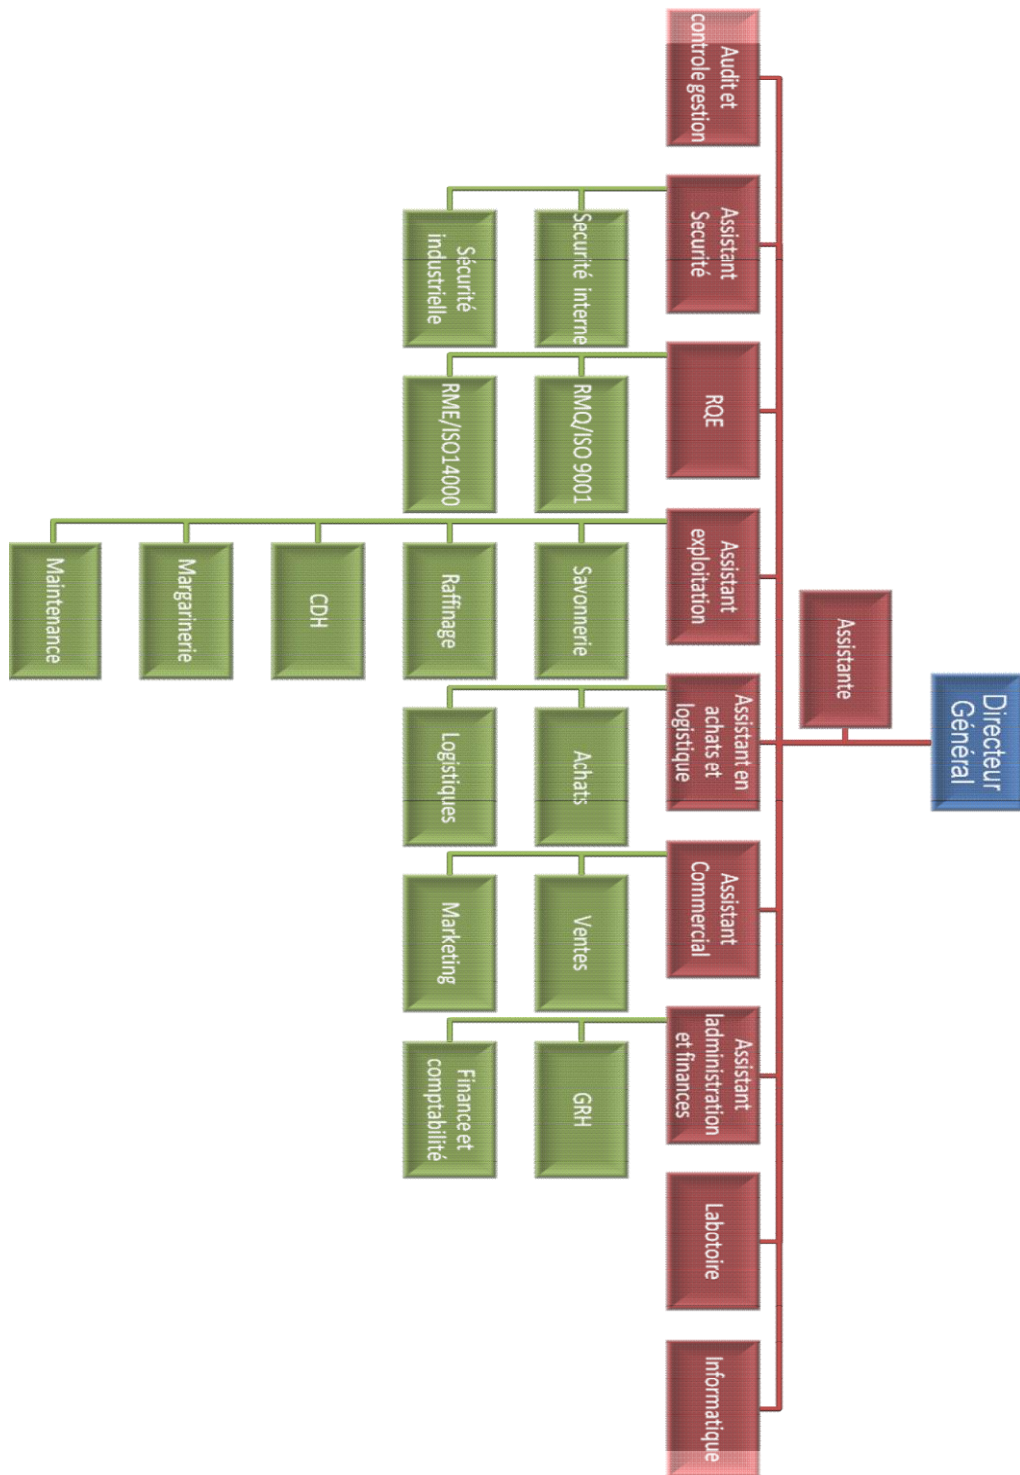 Directeur
Général
Assistante
Audit et
controle gestion
Assistant
Securité
RQE
Assistant
exploitation
Assistant en
achats et
logistique
Assistant
Commercial
Assistant
ladministration
et finances
Labotoire
Informatique
Securité interne
Sécurité
industrielle
RMQ/ISO 9001
RME/ISO14000
Savonnerie
Raffinage
CDH
Margarinerie
Maintenance
Achats
Logistiques
Ventes
Marketing
GRH
Finance et
comptabilité